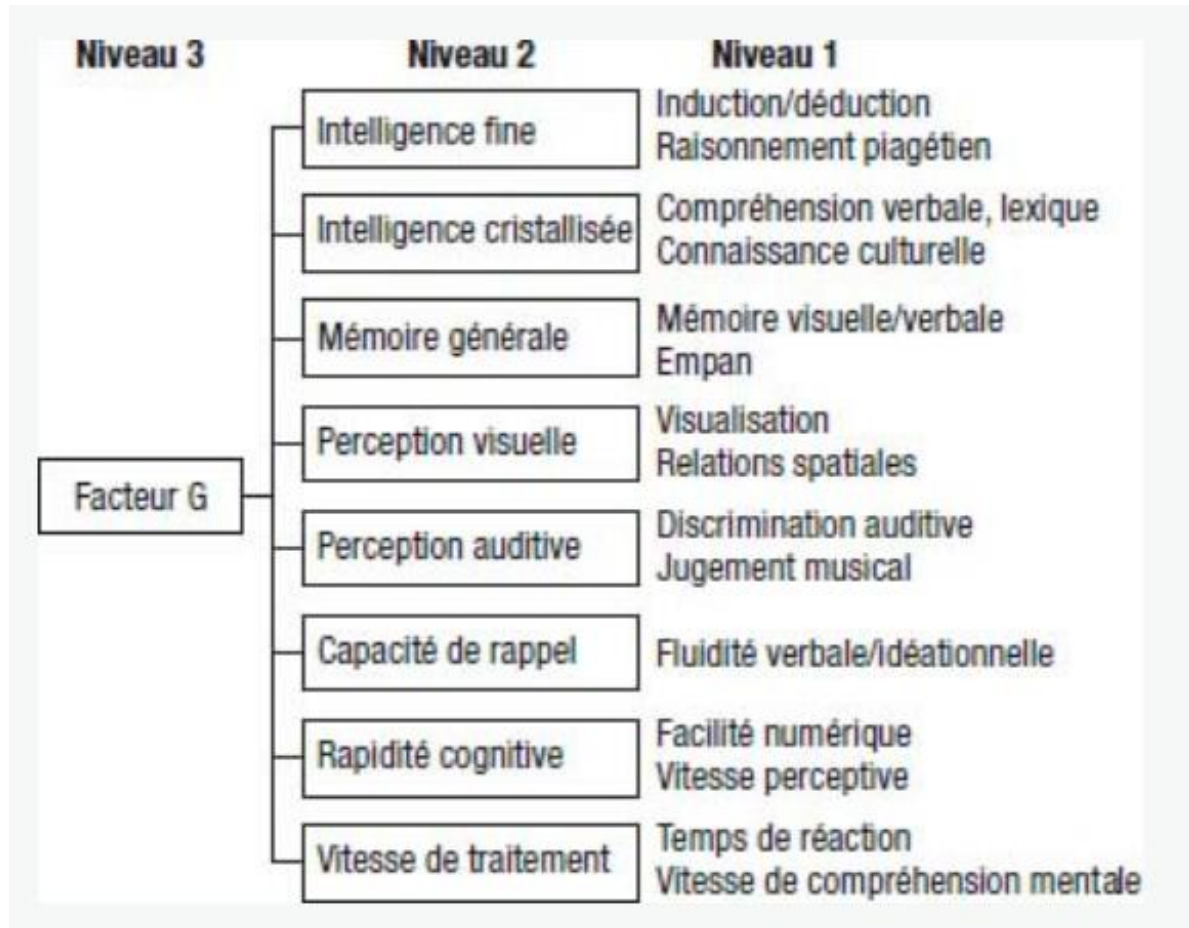 Niveau 3 Niveau 2 Niveau 1
Intelligence fine
Induction/déduction
Raisonnement piagétien
Intelligence cristallisée
Compréhension verbale, lexique
Connaissance culturelle
Mémoire générale
Mémoire visuelle/verbale
Empan
Perception visuelle
Visualisation
Relations spatiales
Facteur G
Perception auditive
Discrimination auditive
Jugement musical
Capacité de rappel
Fluidité verbale/idéationnelle
Rapidité cognitive
Facilité numérique
Vitesse perceptive
Vitesse de traitement
Temps de réaction
Vitesse de compréhension mentale